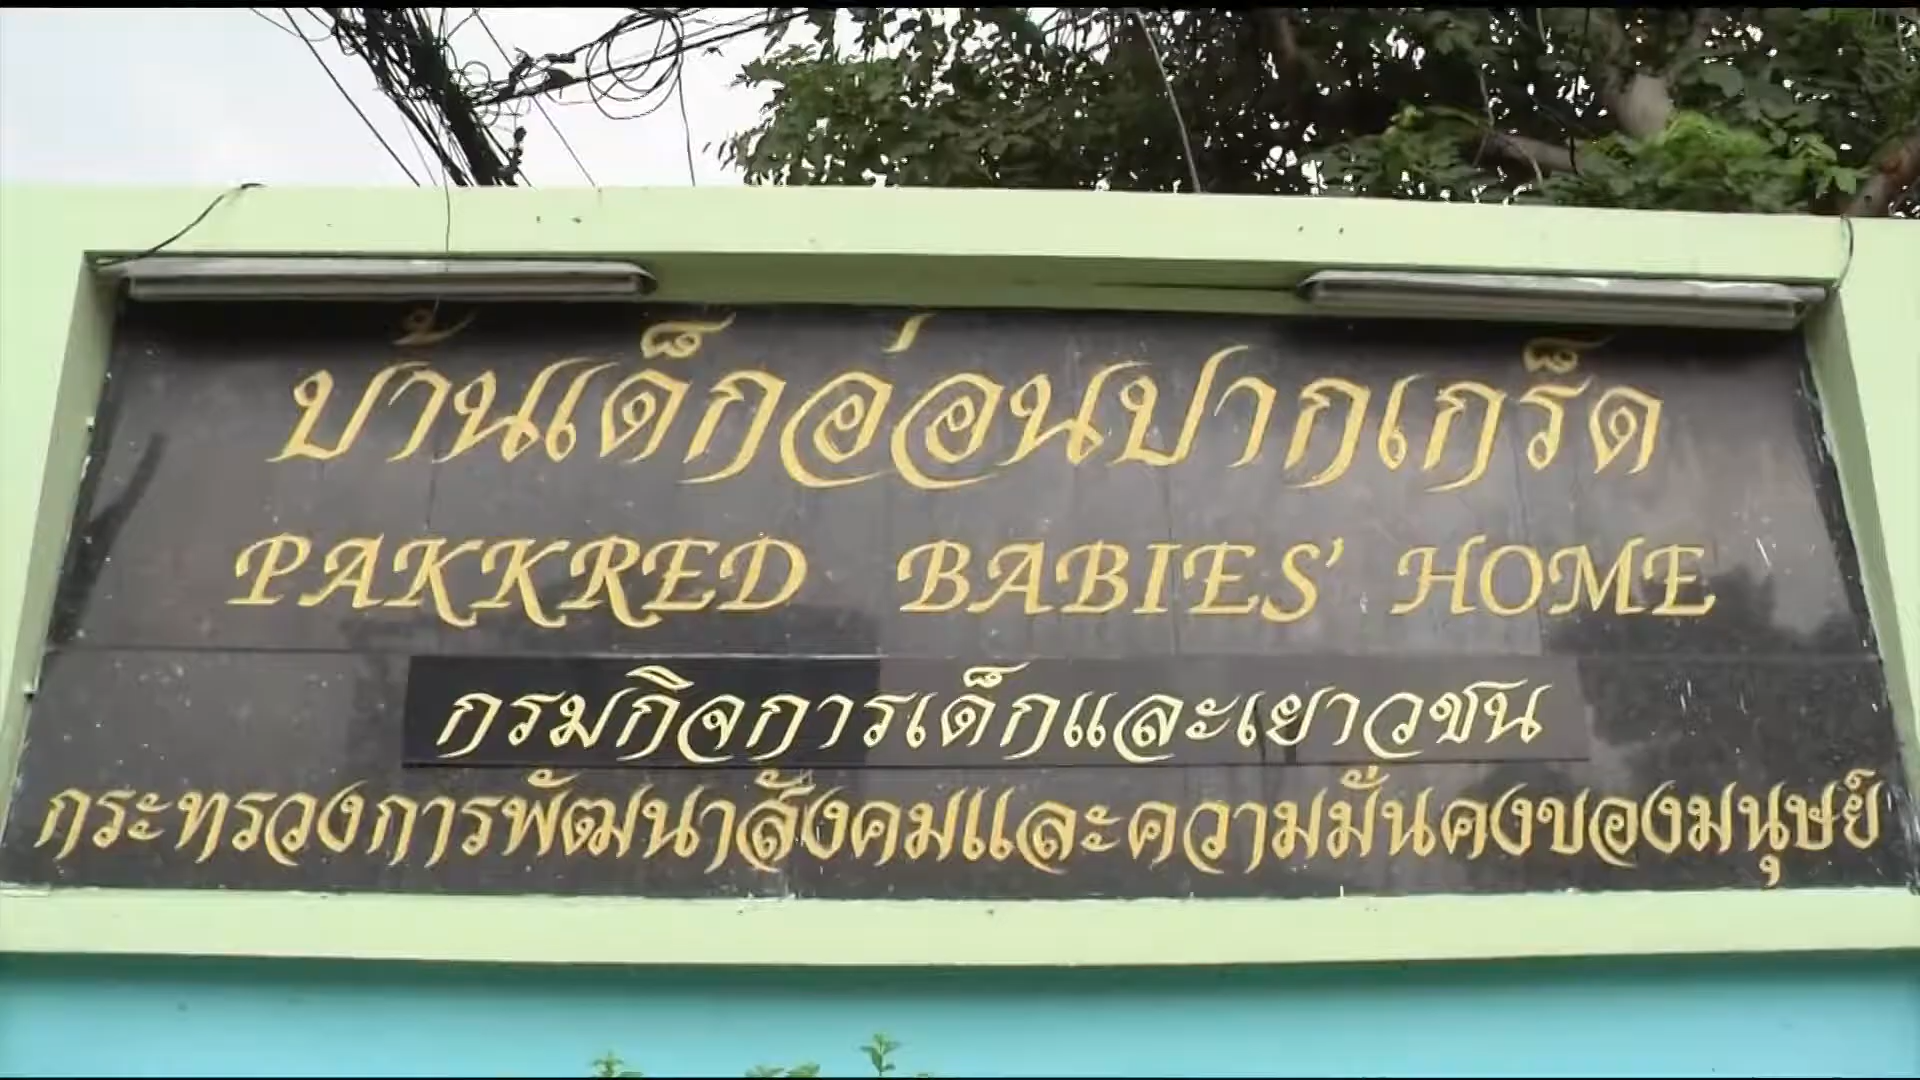 บ้านเด็กอ่อนปากเกร็ด
PAKKRED BABIES' HOME
กรมกิจการเด็กและเยาวชน
กระทรวงการพัฒนาสังคมและความมั่นคงของมนุษย์